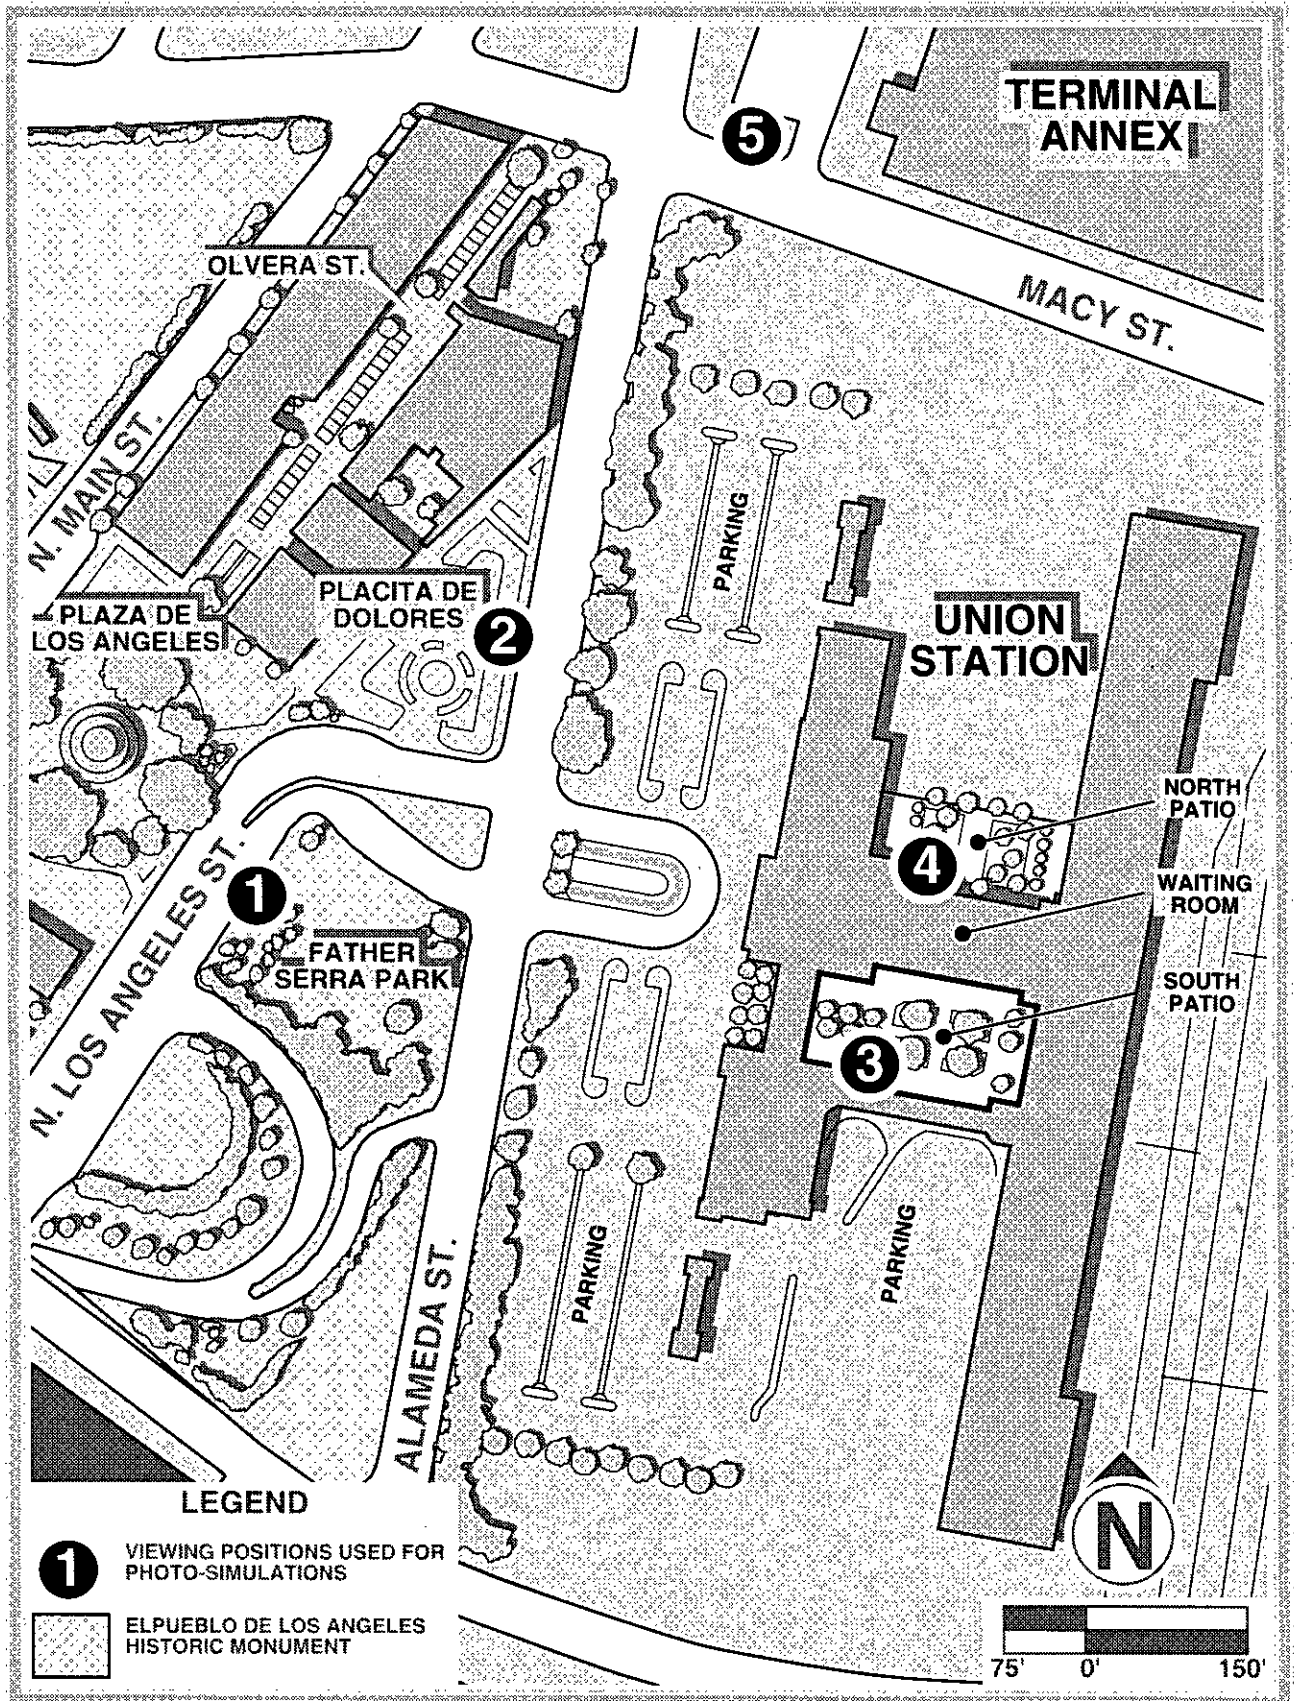 TERMINAL
ANNEX
5
OLVERA ST.
MACY ST.
N. MAIN ST.
PARKING
PLACITA DE
DOLORES
2
PLAZA DE
LOS ANGELES
UNION
STATION
NORTH
PATIO
4
WAITING
ROOM
1
N. LOS ANGELES ST.
FATHER
SERRA PARK
SOUTH
PATIO
3
PARKING
PARKING
ALAMEDA ST.
LEGEND
1
VIEWING POSITIONS USED FOR
PHOTO-SIMULATIONS
ELPUEBLO DE LOS ANGELES
HISTORIC MONUMENT
N
75' 0' 150'